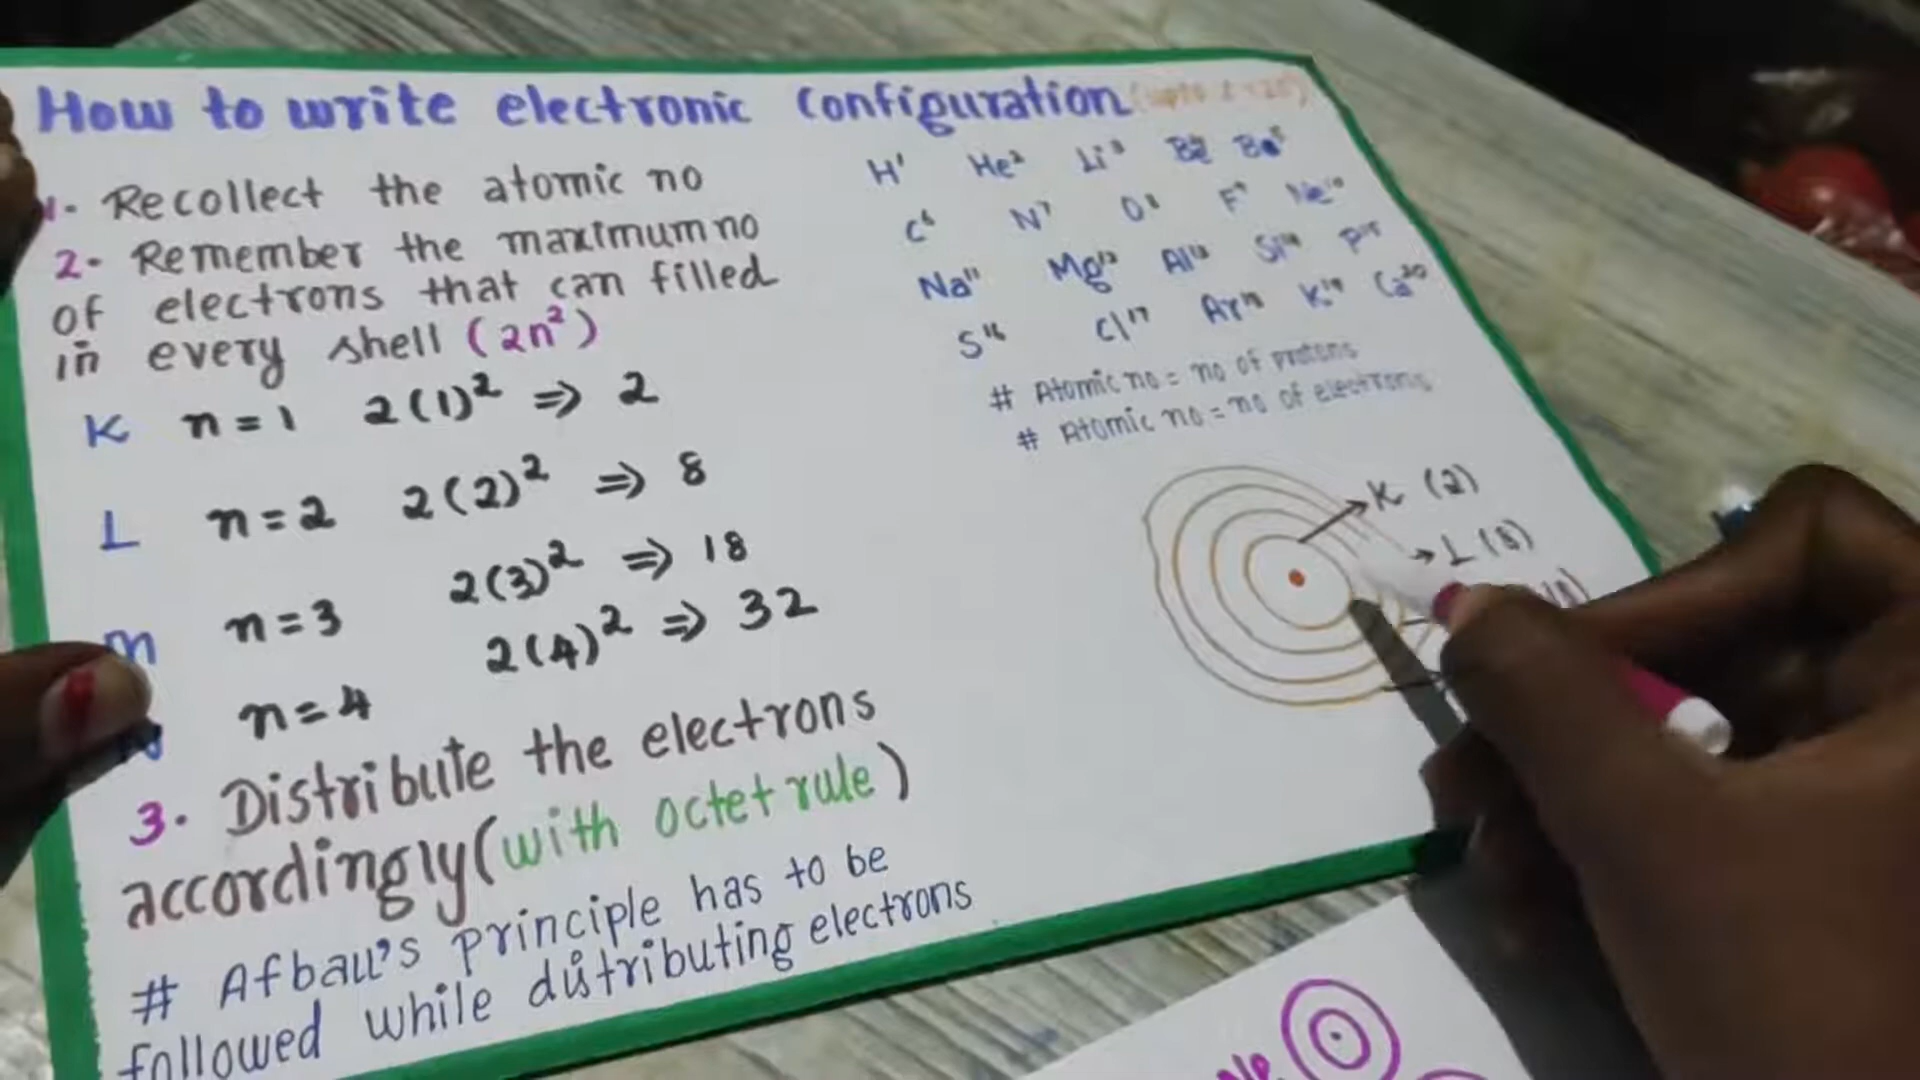 How to write electronic configuration (upto z=20)
1. Recollect the atomic no
2. Remember the maximum no
of electrons that can filled
in every shell (2n²)
K n=1 2(1)² ⇒ 2
L n=2 2(2)² ⇒ 8
M n=3 2(3)² ⇒ 18
N n=4 2(4)² ⇒ 32
3. Distribute the electrons
accordingly (with octet rule)
# Afbau's principle has to be
followed while distributing electrons
H¹ He² Li³
C⁶ N⁷ O⁸ F⁹ Ne¹⁰
Na¹¹ Mg¹² Al¹³ Si¹⁴ P¹⁵
S¹⁶ Cl¹⁷ Ar¹⁸ K¹⁹ Ca²⁰
# Atomic no = no of protons
# Atomic no = no of electrons
K (2)
L (8)
Ne